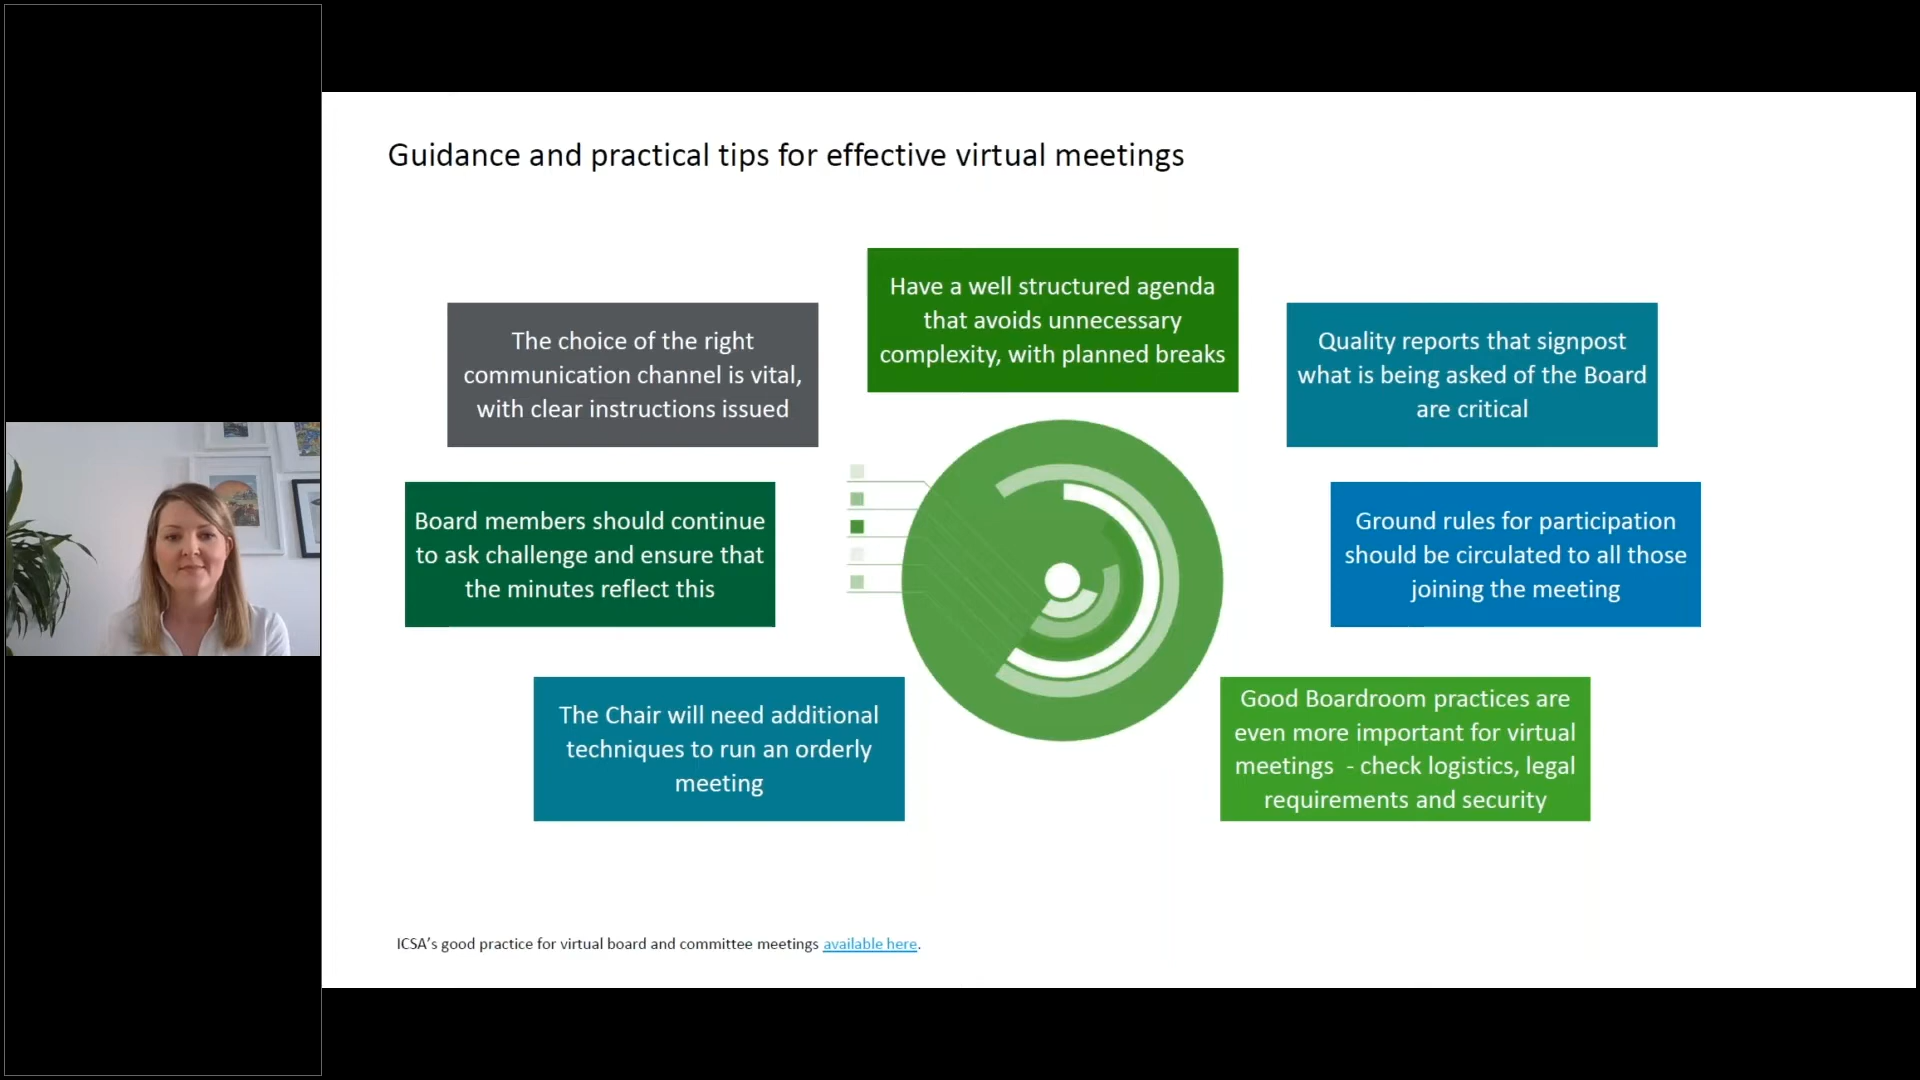 Guidance and practical tips for effective virtual meetings
Have a well structured agenda
that avoids unnecessary
complexity, with planned breaks
The choice of the right
communication channel is vital,
with clear instructions issued
Quality reports that signpost
what is being asked of the Board
are critical
Board members should continue
to ask challenge and ensure that
the minutes reflect this
Ground rules for participation
should be circulated to all those
joining the meeting
The Chair will need additional
techniques to run an orderly
meeting
Good Boardroom practices are
even more important for virtual
meetings  - check logistics, legal
requirements and security
ICSA’s good practice for virtual board and committee meetings available here.